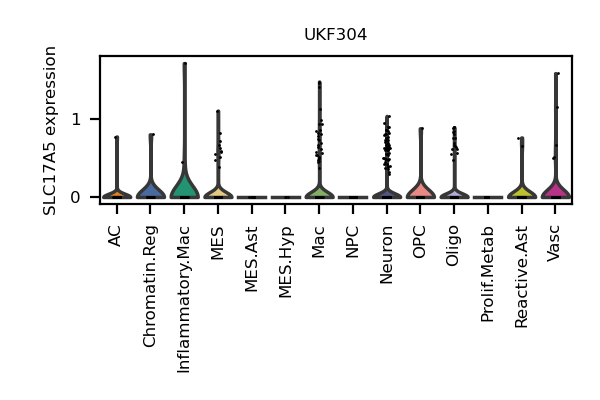 UKF304
SLC17A5 expression
1
0
AC
Chromatin.Reg
Inflammatory.Mac
MES
MES.Ast
MES.Hyp
Mac
NPC
Neuron
OPC
Oligo
Prolif.Metab
Reactive.Ast
Vasc